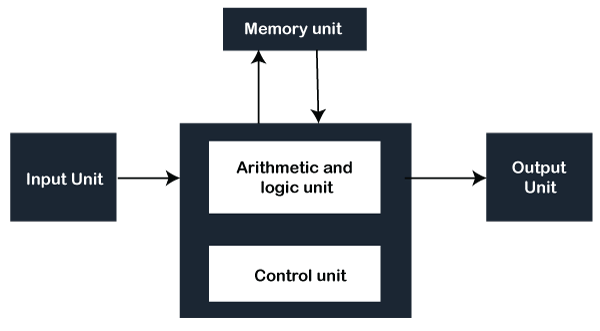 Memory unit
Input Unit
Arithmetic and
logic unit
Output
Unit
Control unit